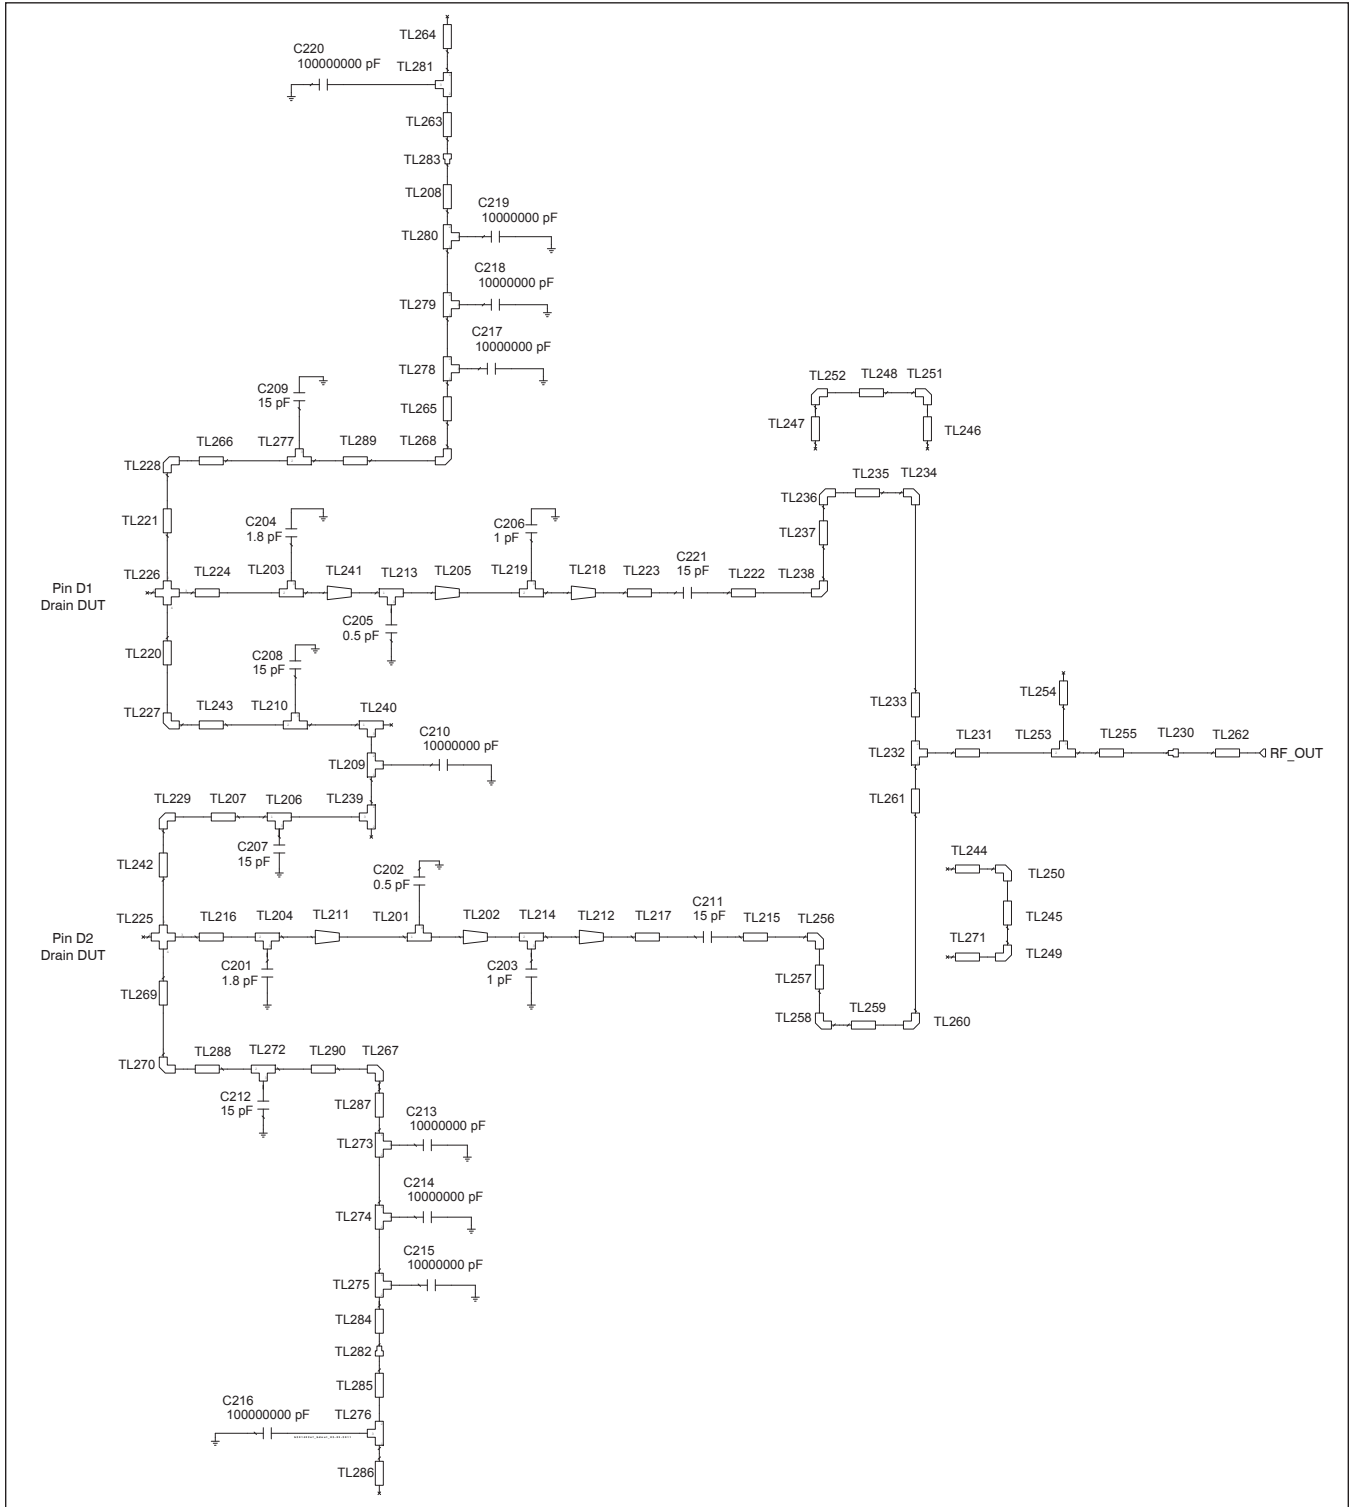 TL264
C220
100000000 pF
TL281
TL263
TL283
TL208
C219
10000000 pF
TL280
C218
10000000 pF
TL279
C217
10000000 pF
TL278
C209
15 pF
TL265
TL252
TL248
TL251
TL247
TL246
TL266
TL277
TL289
TL268
TL228
TL235
TL234
TL236
TL221
C204
1.8 pF
C206
1 pF
TL237
TL226
TL224
TL203
TL241
TL213
TL205
TL219
TL218
TL223
C221
15 pF
TL222
TL238
Pin D1
Drain DUT
C205
0.5 pF
TL220
C208
15 pF
TL254
TL227
TL243
TL210
TL240
TL233
C210
10000000 pF
TL209
TL232
TL231
TL253
TL255
TL230
TL262
RF_OUT
TL229
TL207
TL206
TL239
TL261
C207
15 pF
TL242
C202
0.5 pF
TL244
TL250
TL225
TL216
TL204
TL211
TL201
TL202
TL214
TL212
TL217
C211
15 pF
TL215
TL256
TL245
Pin D2
Drain DUT
TL271
TL249
C201
1.8 pF
C203
1 pF
TL257
TL269
TL258
TL259
TL260
TL270
TL288
TL272
TL290
TL267
C212
15 pF
TL287
C213
10000000 pF
TL273
C214
10000000 pF
TL274
C215
10000000 pF
TL275
TL284
TL282
TL285
C216
100000000 pF
TL276
TL286